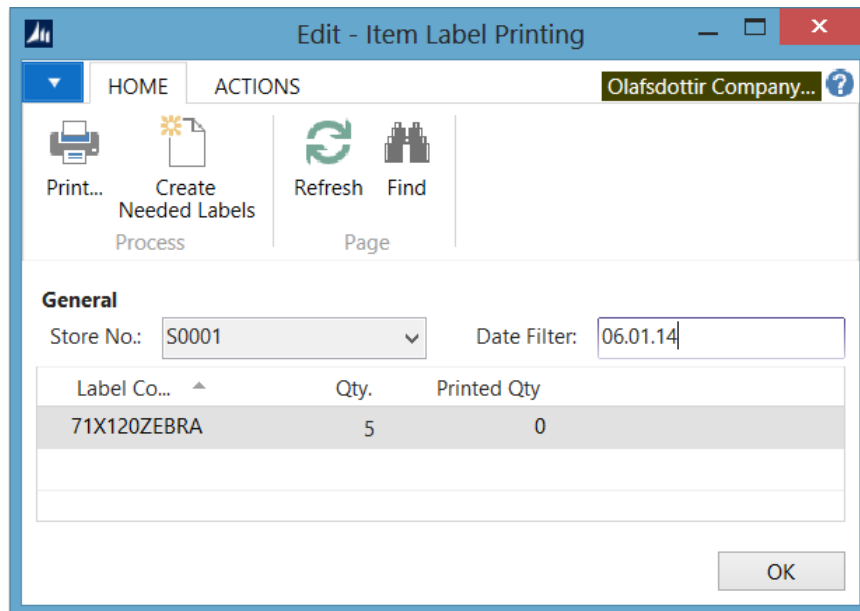 Edit - Item Label Printing
HOME ACTIONS Olafsdottir Company... ?
Print... Create Needed Labels Refresh Find
Process Page
General
Store No.: S0001 Date Filter: 06.01.14
Label Co... Qty. Printed Qty
71X120ZEBRA 5 0
OK